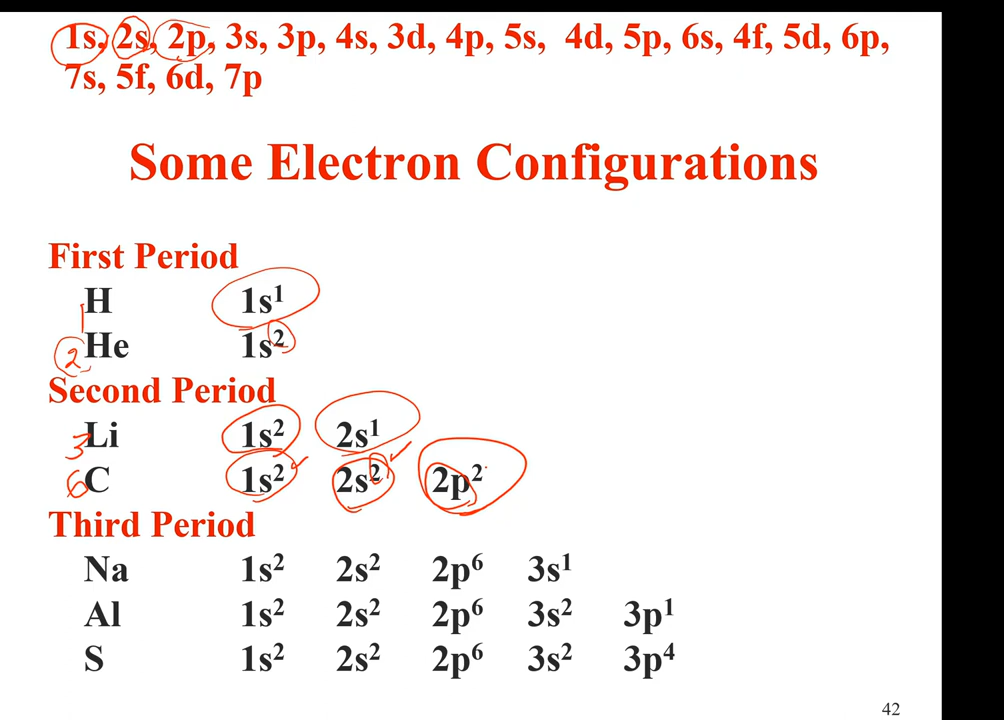 1s, 2s, 2p, 3s, 3p, 4s, 3d, 4p, 5s, 4d, 5p, 6s, 4f, 5d, 6p,
7s, 5f, 6d, 7p
Some Electron Configurations
First Period
1 H 1s¹
2 He 1s²
Second Period
3 Li 1s² 2s¹
6 C 1s² 2s² 2p²
Third Period
Na 1s² 2s² 2p⁶ 3s¹
Al 1s² 2s² 2p⁶ 3s² 3p¹
S 1s² 2s² 2p⁶ 3s² 3p⁴
42